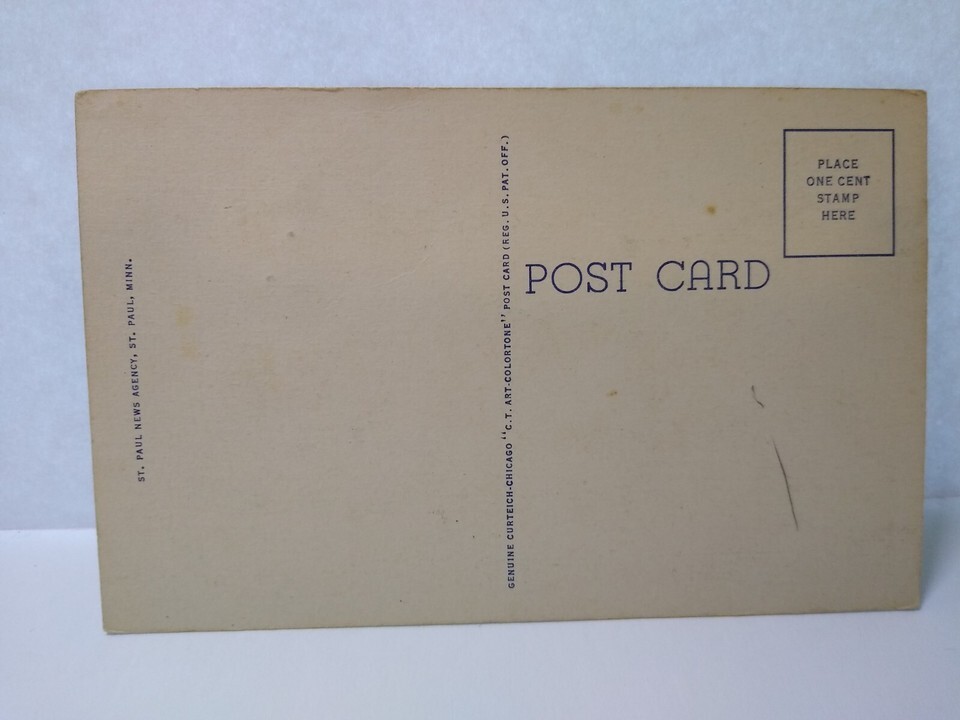 ST. PAUL NEWS AGENCY, ST. PAUL, MINN.
GENUINE CURTEICH-CHICAGO "C.T. ART-COLORTONE" POST CARD (REG. U.S. PAT. OFF.)
POST CARD
PLACE
ONE CENT
STAMP
HERE